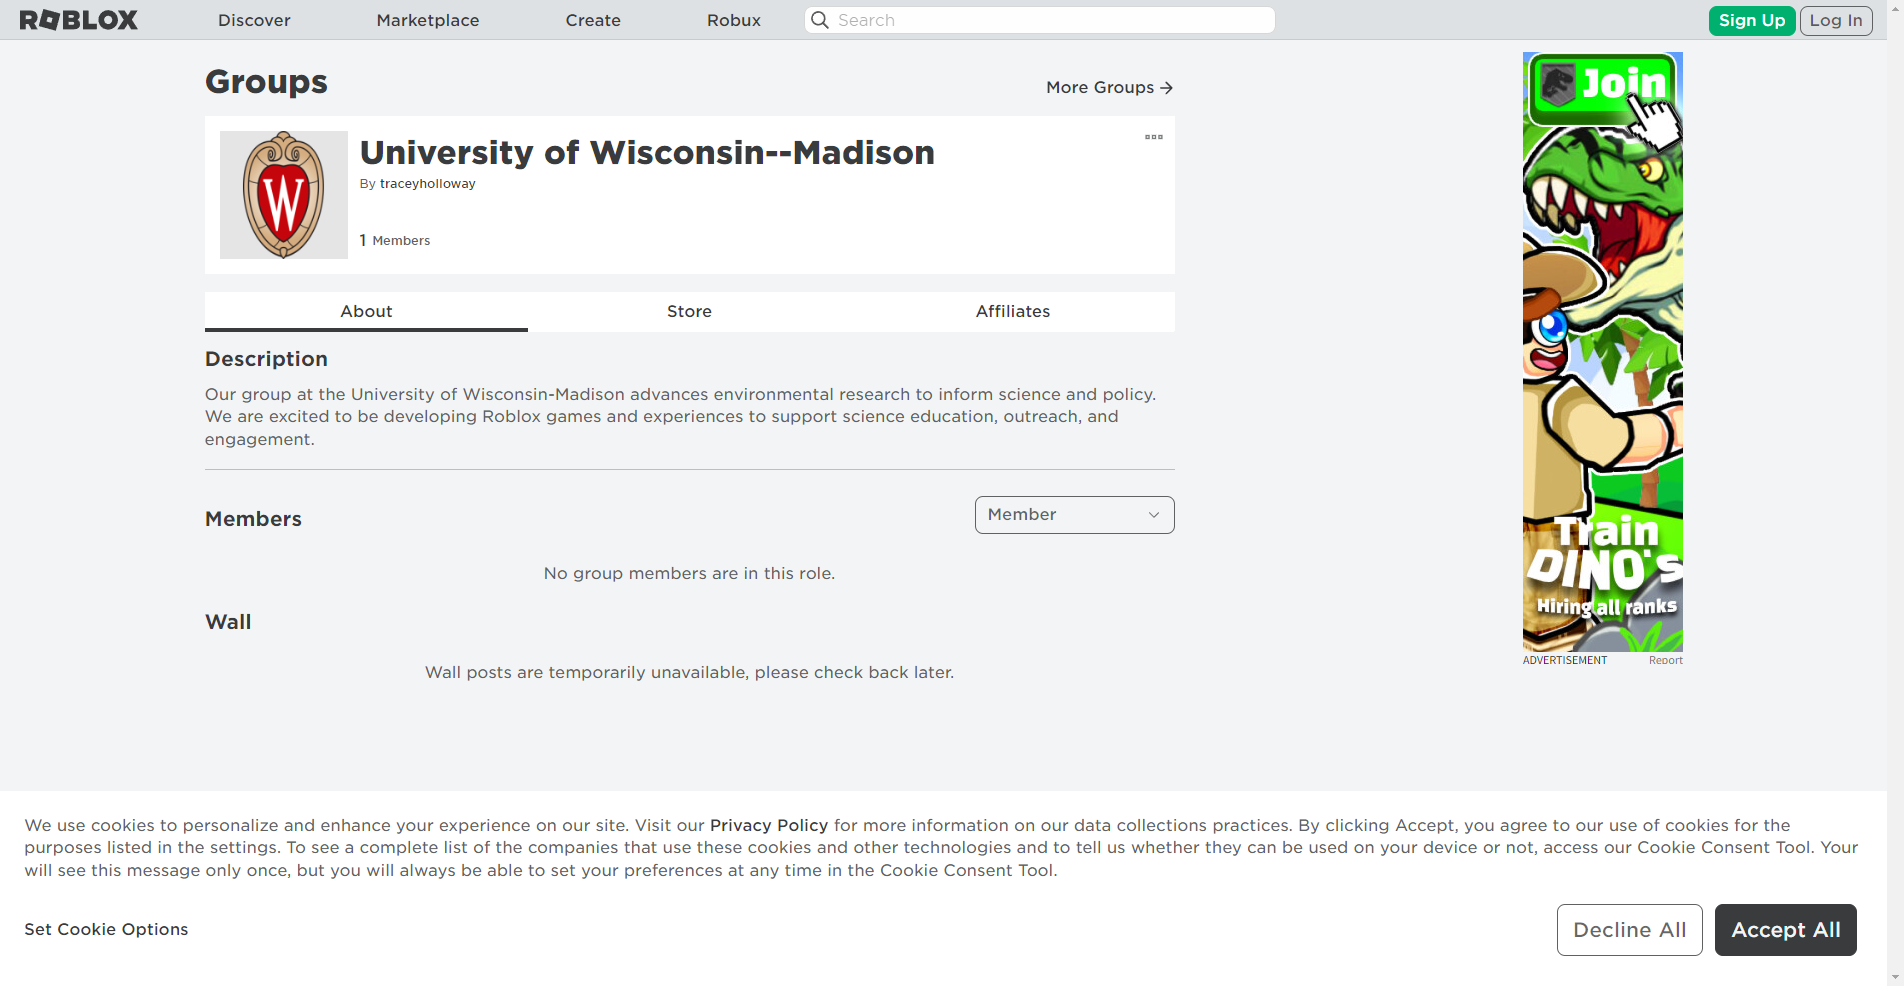 ROBLOX
Discover
Marketplace
Create
Robux
Search
Sign Up
Log In
Groups
More Groups
W
University of Wisconsin--Madison
By traceyholloway
1 Members
About
Store
Affiliates
Description
Our group at the University of Wisconsin-Madison advances environmental research to inform science and policy.
We are excited to be developing Roblox games and experiences to support science education, outreach, and
engagement.
Members
Member
No group members are in this role.
Wall
Wall posts are temporarily unavailable, please check back later.
Join
Train
DINO's
Hiring all ranks
ADVERTISEMENT
Report
We use cookies to personalize and enhance your experience on our site. Visit our Privacy Policy for more information on our data collections practices. By clicking Accept, you agree to our use of cookies for the
purposes listed in the settings. To see a complete list of the companies that use these cookies and other technologies and to tell us whether they can be used on your device or not, access our Cookie Consent Tool. Your
will see this message only once, but you will always be able to set your preferences at any time in the Cookie Consent Tool.
Set Cookie Options
Decline All
Accept All